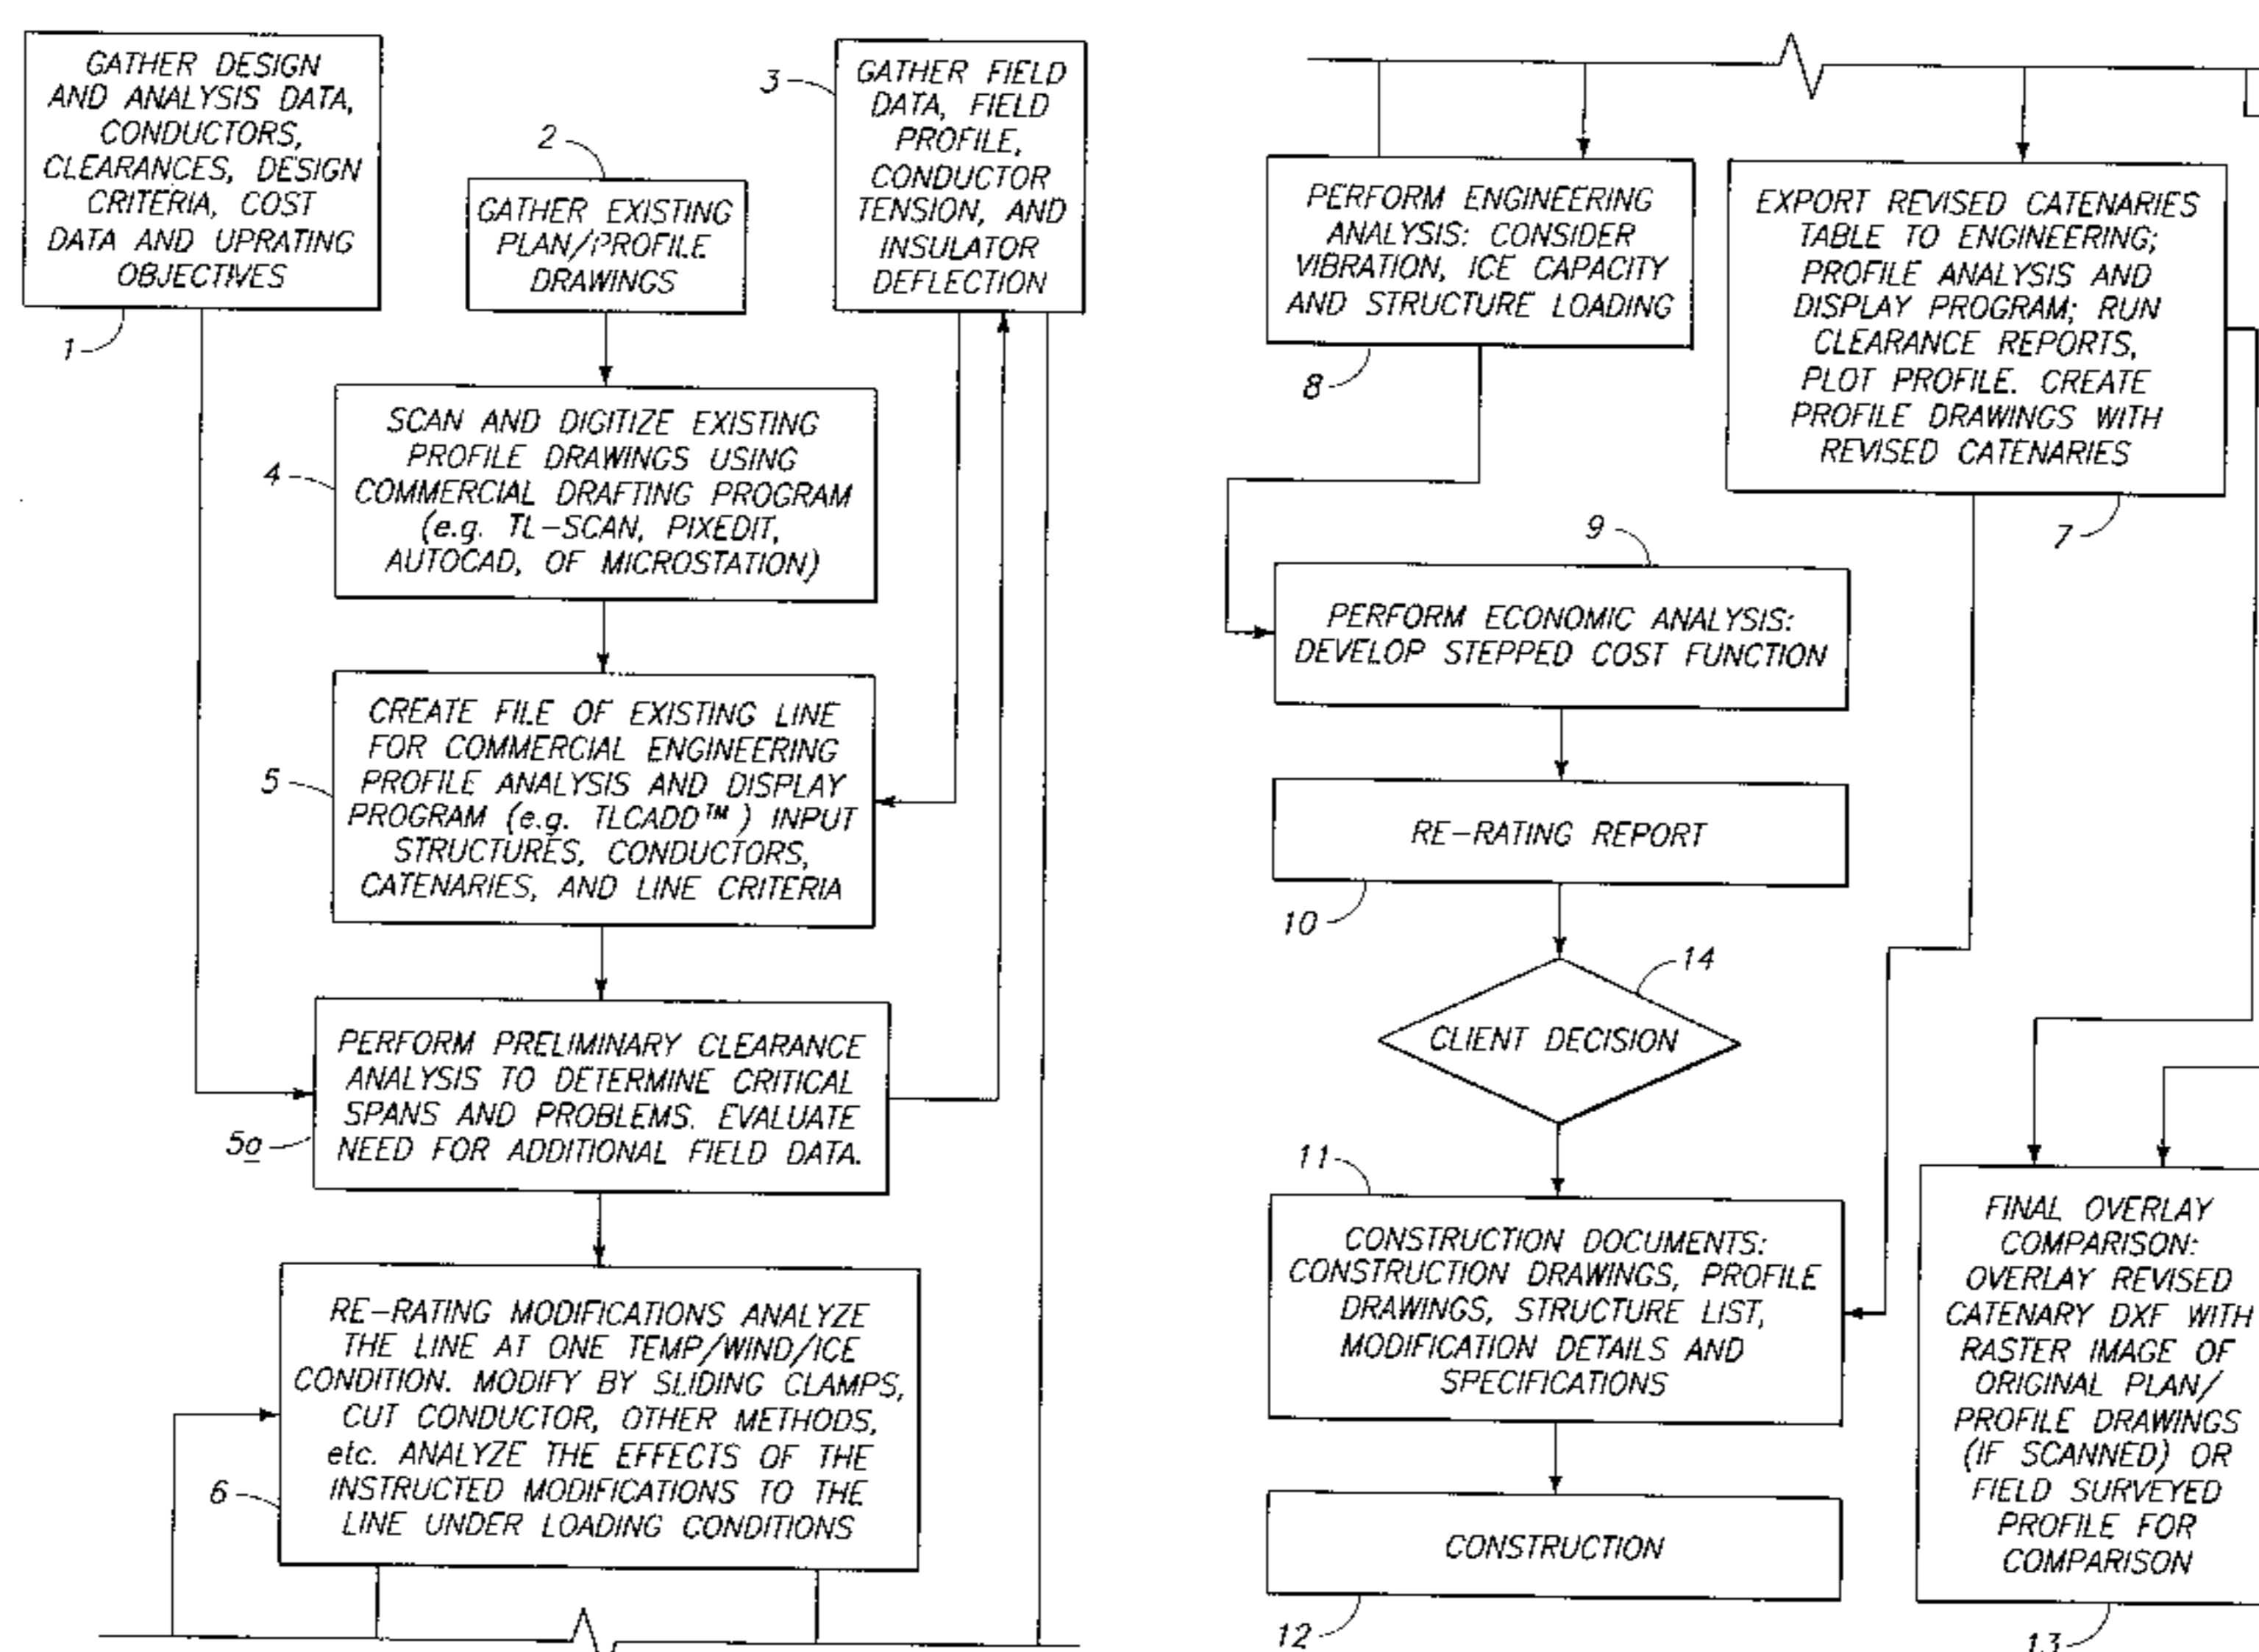 GATHER DESIGN
AND ANALYSIS DATA,
CONDUCTORS,
CLEARANCES, DESIGN
CRITERIA, COST
DATA AND UPRATING
OBJECTIVES
1
2
GATHER EXISTING
PLAN/PROFILE
DRAWINGS
3
GATHER FIELD
DATA, FIELD
PROFILE,
CONDUCTOR
TENSION, AND
INSULATOR
DEFLECTION
4
SCAN AND DIGITIZE EXISTING
PROFILE DRAWINGS USING
COMMERCIAL DRAFTING PROGRAM
(e.g. TL-SCAN, PIXEDIT,
AUTOCAD, OF MICROSTATION)
5
CREATE FILE OF EXISTING LINE
FOR COMMERCIAL ENGINEERING
PROFILE ANALYSIS AND DISPLAY
PROGRAM (e.g. TLCADD™) INPUT
STRUCTURES, CONDUCTORS,
CATENARIES, AND LINE CRITERIA
5a
PERFORM PRELIMINARY CLEARANCE
ANALYSIS TO DETERMINE CRITICAL
SPANS AND PROBLEMS. EVALUATE
NEED FOR ADDITIONAL FIELD DATA.
6
RE-RATING MODIFICATIONS ANALYZE
THE LINE AT ONE TEMP/WIND/ICE
CONDITION. MODIFY BY SLIDING CLAMPS,
CUT CONDUCTOR, OTHER METHODS,
etc. ANALYZE THE EFFECTS OF THE
INSTRUCTED MODIFICATIONS TO THE
LINE UNDER LOADING CONDITIONS
PERFORM ENGINEERING
ANALYSIS: CONSIDER
VIBRATION, ICE CAPACITY
AND STRUCTURE LOADING
8
EXPORT REVISED CATENARIES
TABLE TO ENGINEERING;
PROFILE ANALYSIS AND
DISPLAY PROGRAM; RUN
CLEARANCE REPORTS,
PLOT PROFILE. CREATE
PROFILE DRAWINGS WITH
REVISED CATENARIES
7
9
PERFORM ECONOMIC ANALYSIS:
DEVELOP STEPPED COST FUNCTION
RE-RATING REPORT
10
14
CLIENT DECISION
11
CONSTRUCTION DOCUMENTS:
CONSTRUCTION DRAWINGS, PROFILE
DRAWINGS, STRUCTURE LIST,
MODIFICATION DETAILS AND
SPECIFICATIONS
CONSTRUCTION
12
FINAL OVERLAY
COMPARISON:
OVERLAY REVISED
CATENARY DXF WITH
RASTER IMAGE OF
ORIGINAL PLAN/
PROFILE DRAWINGS
(IF SCANNED) OR
FIELD SURVEYED
PROFILE FOR
COMPARISON
13